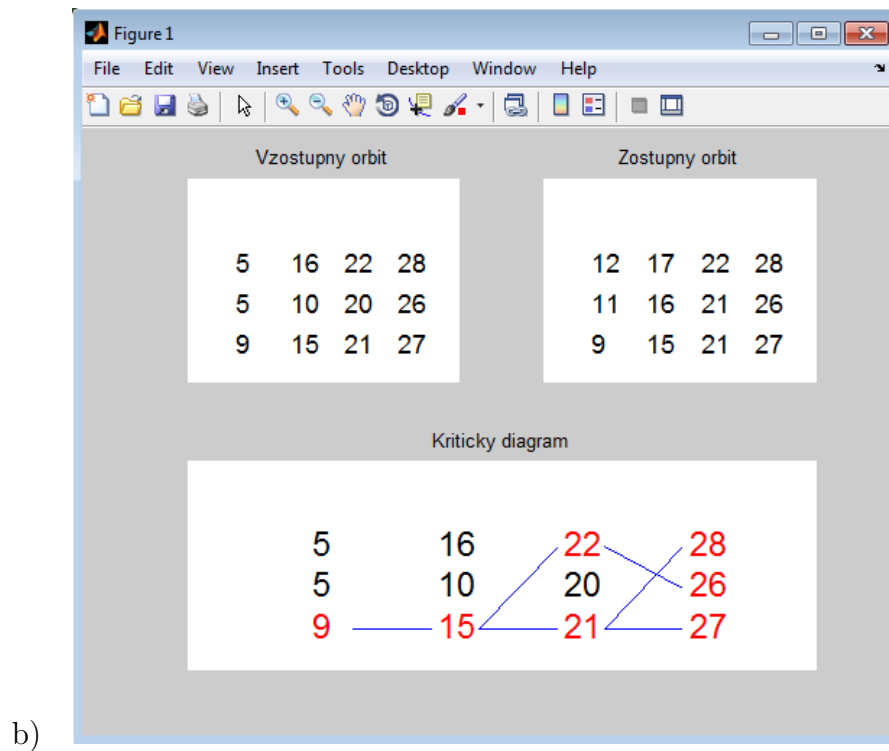 Figure 1
File Edit View Insert Tools Desktop Window Help
Vzostupny orbit
5 16 22 28
5 10 20 26
9 15 21 27
Zostupny orbit
12 17 22 28
11 16 21 26
9 15 21 27
Kriticky diagram
5 16 22 28
5 10 20 26
9 15 21 27
b)